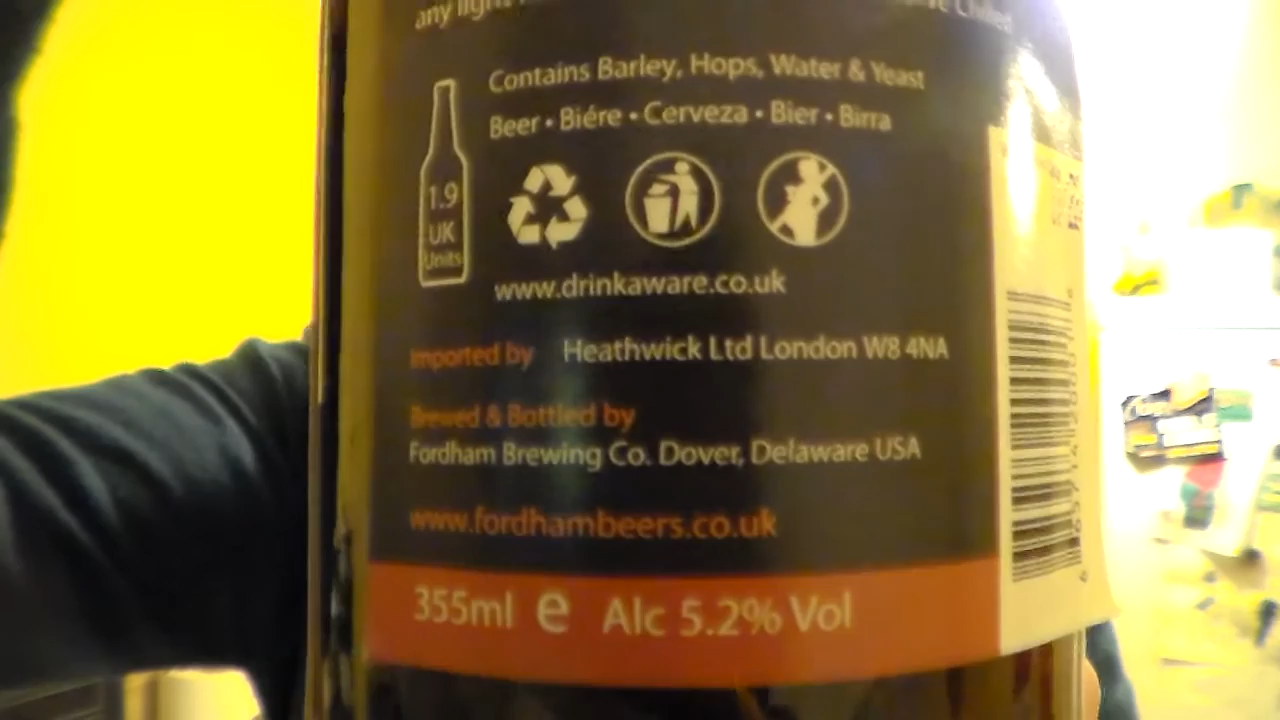 any light
Contains Barley, Hops, Water & Yeast
Beer • Biére • Cerveza • Bier • Birra
1.9
UK
Units
www.drinkaware.co.uk
Imported by Heathwick Ltd London W8 4NA
Brewed & Bottled by
Fordham Brewing Co. Dover, Delaware USA
www.fordhambeers.co.uk
355ml e Alc 5.2% Vol